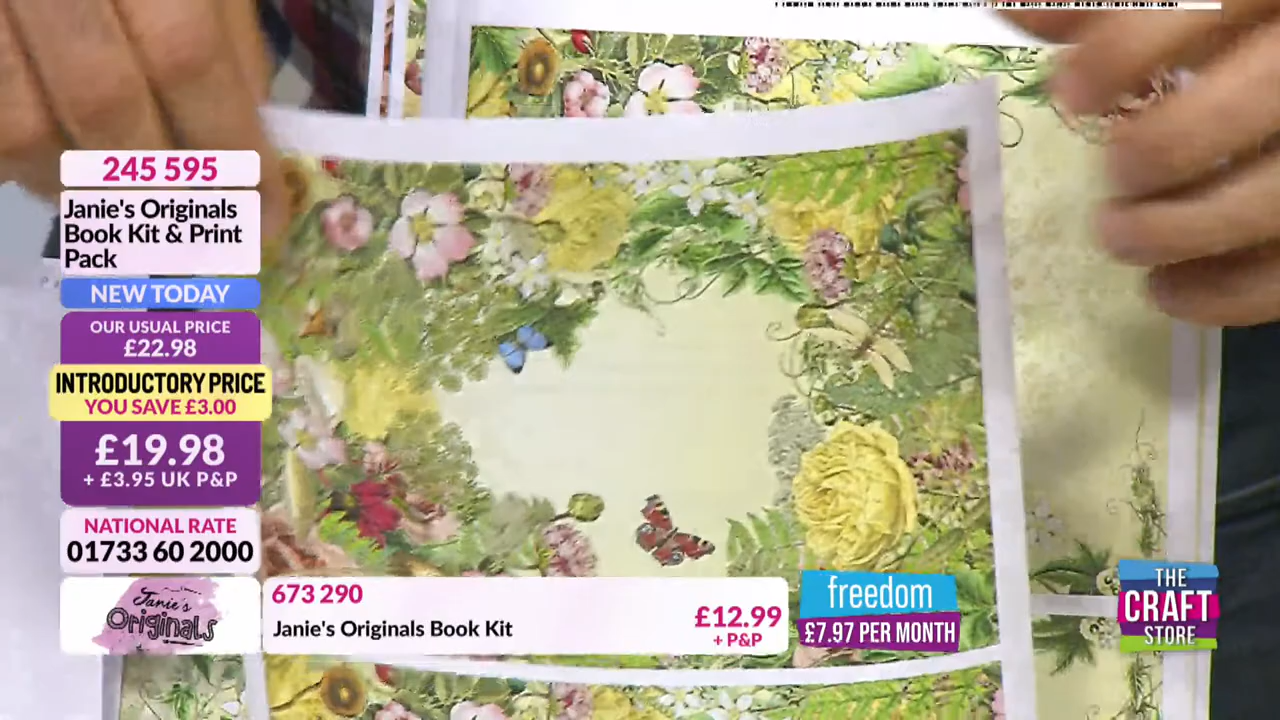 245 595
Janie's Originals
Book Kit & Print
Pack
NEW TODAY
OUR USUAL PRICE
£22.98
INTRODUCTORY PRICE
YOU SAVE £3.00
£19.98
+ £3.95 UK P&P
NATIONAL RATE
01733 60 2000
Janie's
Originals
673 290
Janie's Originals Book Kit
£12.99
+ P&P
freedom
£7.97 PER MONTH
THE
CRAFT
STORE